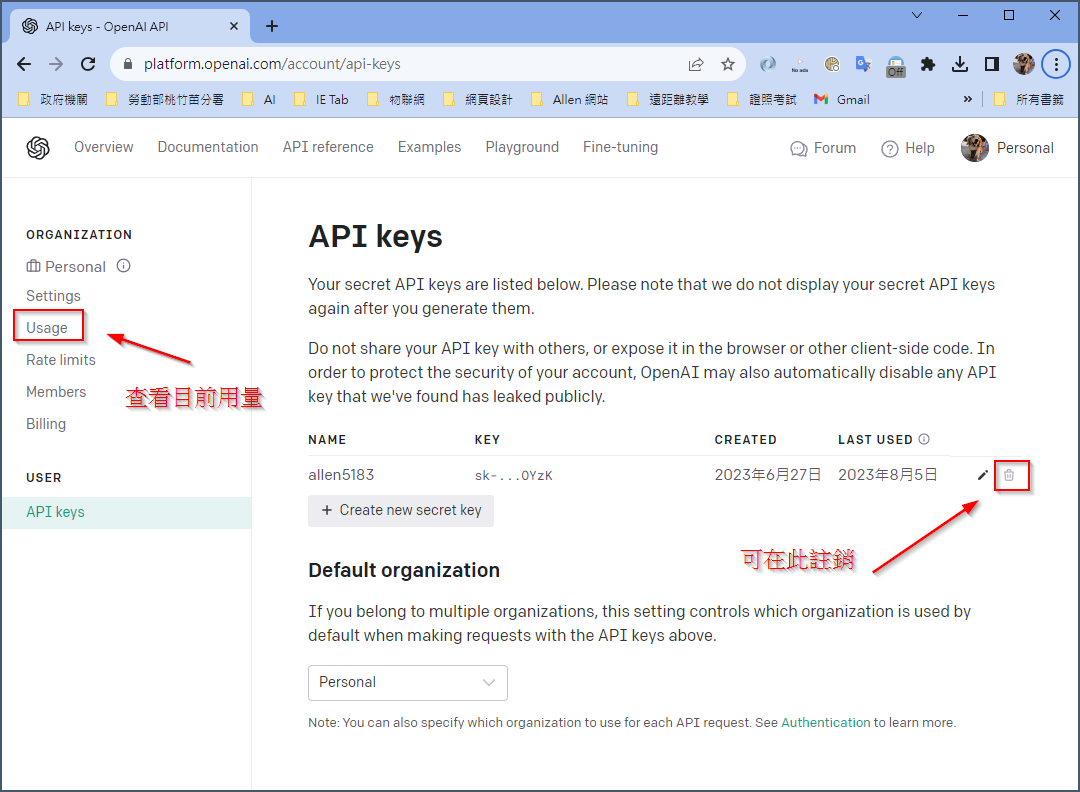 API keys - OpenAI API
platform.openai.com/account/api-keys
No ads
Off
政府機關 勞動部桃竹苗分署 AI IE Tab 物聯網 網頁設計 Allen 網站 遠距離教學 證照考試 Gmail » 所有書籤
Overview Documentation API reference Examples Playground Fine-tuning Forum Help Personal
ORGANIZATION
Personal
Settings
Usage
Rate limits
Members
Billing
查看目前用量
USER
API keys
API keys
Your secret API keys are listed below. Please note that we do not display your secret API keys
again after you generate them.
Do not share your API key with others, or expose it in the browser or other client-side code. In
order to protect the security of your account, OpenAI may also automatically disable any API
key that we've found has leaked publicly.
NAME KEY CREATED LAST USED
allen5183 sk-...OYzK 2023年6月27日 2023年8月5日
+ Create new secret key
可在此註銷
Default organization
If you belong to multiple organizations, this setting controls which organization is used by
default when making requests with the API keys above.
Personal
Note: You can also specify which organization to use for each API request. See Authentication to learn more.